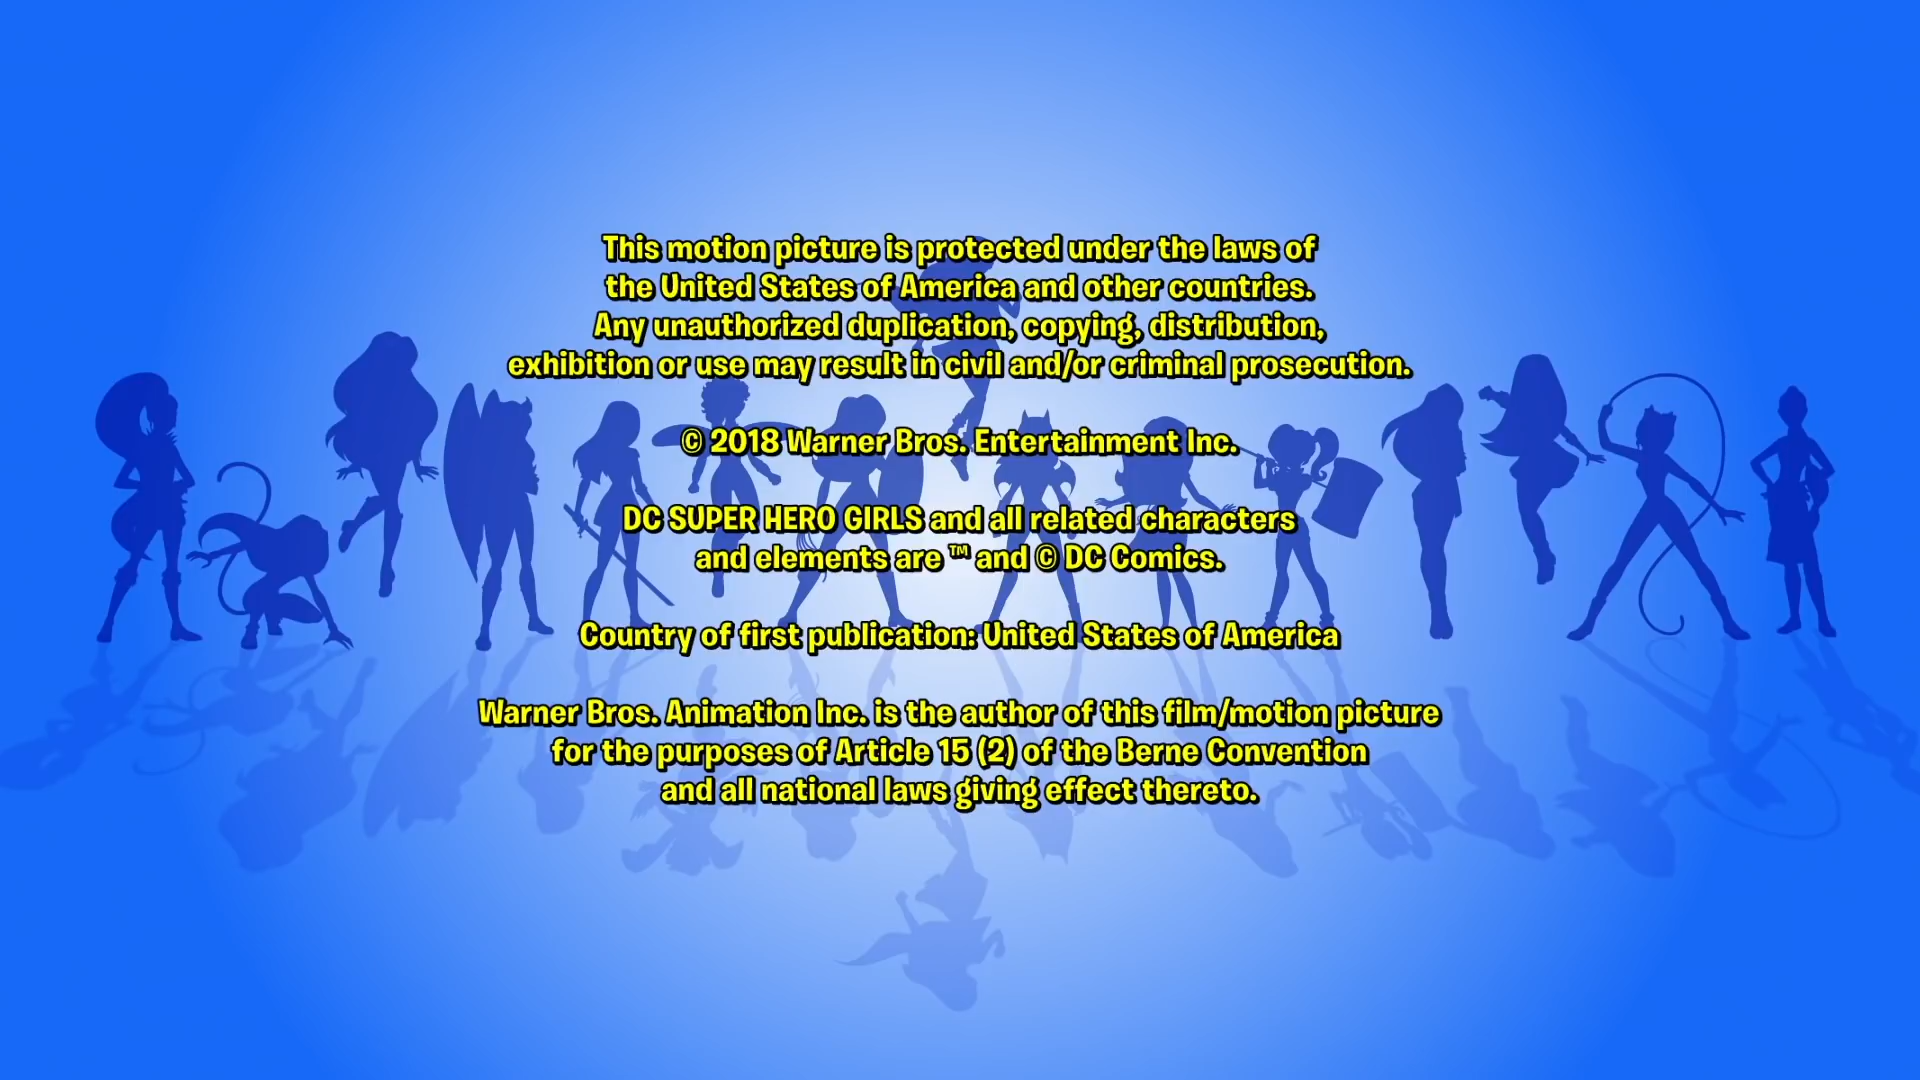 This motion picture is protected under the laws of
the United States of America and other countries.
Any unauthorized duplication, copying, distribution,
exhibition or use may result in civil and/or criminal prosecution.
© 2018 Warner Bros. Entertainment Inc.
DC SUPER HERO GIRLS and all related characters
and elements are ™ and © DC Comics.
Country of first publication: United States of America
Warner Bros. Animation Inc. is the author of this film/motion picture
for the purposes of Article 15 (2) of the Berne Convention
and all national laws giving effect thereto.